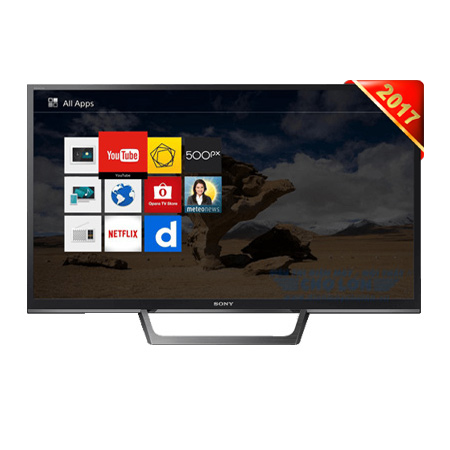 All Apps
2017
YouTube
500px
YouTube
Opera TV Store
meteonews
NETFLIX
d
SONY